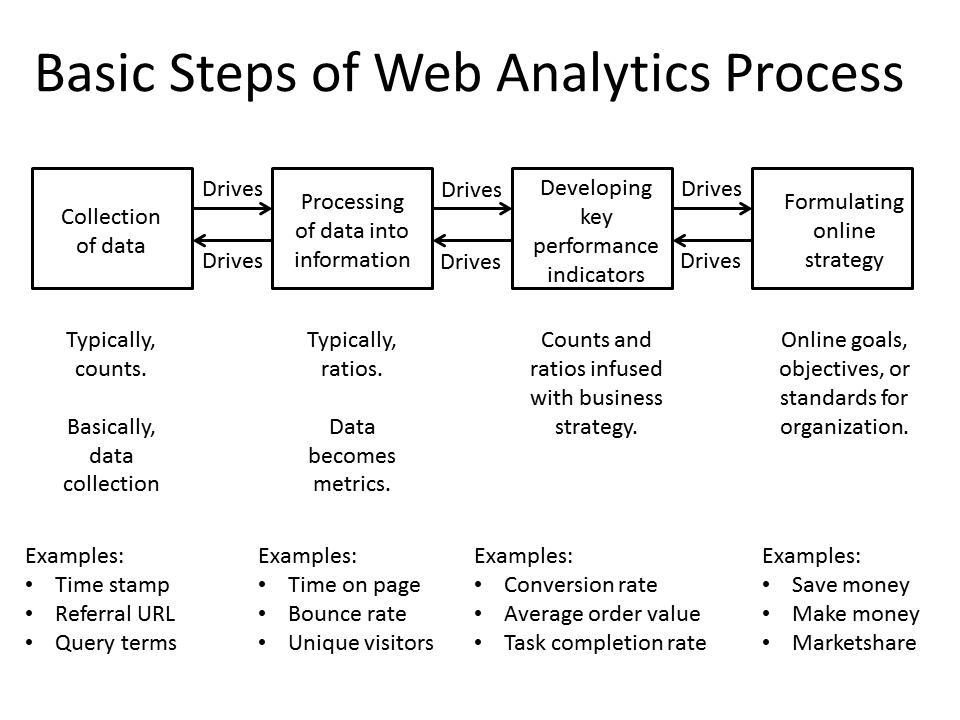 Basic Steps of Web Analytics Process
Collection
of data
Drives
Drives
Processing
of data into
information
Drives
Drives
Developing
key
performance
indicators
Drives
Drives
Formulating
online
strategy
Typically,
counts.
Basically,
data
collection
Typically,
ratios.
Data
becomes
metrics.
Counts and
ratios infused
with business
strategy.
Online goals,
objectives, or
standards for
organization.
Examples:
• Time stamp
• Referral URL
• Query terms
Examples:
• Time on page
• Bounce rate
• Unique visitors
Examples:
• Conversion rate
• Average order value
• Task completion rate
Examples:
• Save money
• Make money
• Marketshare